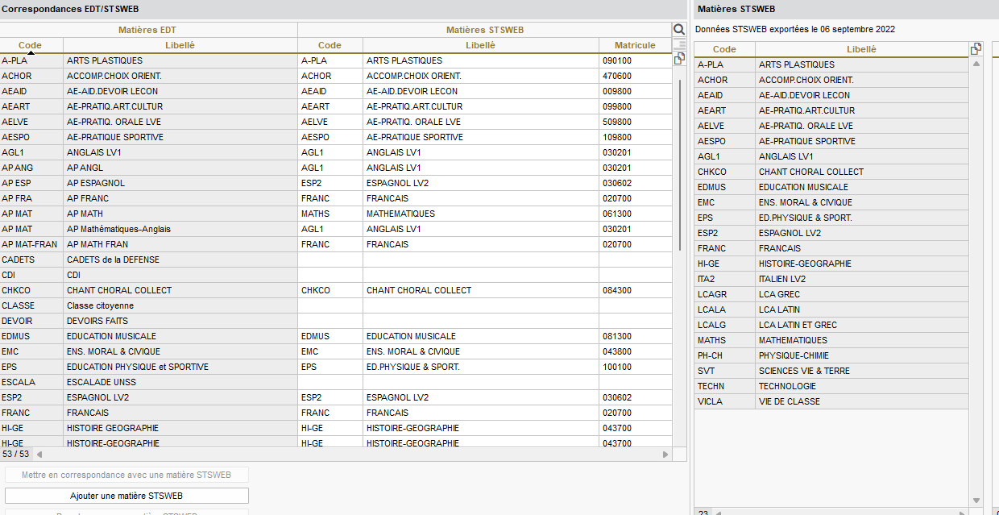 Correspondances EDT/STSWEB
Matières EDT Matières STSWEB
Code Libellé Code Libellé Matricule
A-PLA ARTS PLASTIQUES A-PLA ARTS PLASTIQUES 090100
ACHOR ACCOMP.CHOIX ORIENT. ACHOR ACCOMP.CHOIX ORIENT. 470600
AEAID AE-AID.DEVOIR LECON AEAID AE-AID.DEVOIR LECON 009800
AEART AE-PRATIQ.ART.CULTUR AEART AE-PRATIQ.ART.CULTUR 099800
AELVE AE-PRATIQ. ORALE LVE AELVE AE-PRATIQ. ORALE LVE 509800
AESPO AE-PRATIQUE SPORTIVE AESPO AE-PRATIQUE SPORTIVE 109800
AGL1 ANGLAIS LV1 AGL1 ANGLAIS LV1 030201
AP ANG AP ANGL AGL1 ANGLAIS LV1 030201
AP ESP AP ESPAGNOL ESP2 ESPAGNOL LV2 030602
AP FRA AP FRANC FRANC FRANCAIS 020700
AP MAT AP MATH MATHS MATHEMATIQUES 061300
AP MAT AP Mathématiques-Anglais AGL1 ANGLAIS LV1 030201
AP MAT-FRAN AP MATH FRAN FRANC FRANCAIS 020700
CADETS CADETS de la DEFENSE
CDI CDI
CHKCO CHANT CHORAL COLLECT CHKCO CHANT CHORAL COLLECT 084300
CLASSE Classe citoyenne
DEVOIR DEVOIRS FAITS
EDMUS EDUCATION MUSICALE EDMUS EDUCATION MUSICALE 081300
EMC ENS. MORAL & CIVIQUE EMC ENS. MORAL & CIVIQUE 043800
EPS EDUCATION PHYSIQUE et SPORTIVE EPS ED.PHYSIQUE & SPORT. 100100
ESCALA ESCALADE UNSS
ESP2 ESPAGNOL LV2 ESP2 ESPAGNOL LV2 030602
FRANC FRANCAIS FRANC FRANCAIS 020700
HI-GE HISTOIRE GEOGRAPHIE HI-GE HISTOIRE-GEOGRAPHIE 043700
HI-GE HISTOIRE-GEOGRAPHIE HI-GE HISTOIRE-GEOGRAPHIE 043700
53 / 53
Mettre en correspondance avec une matière STSWEB
Ajouter une matière STSWEB
Matières STSWEB
Données STSWEB exportées le 06 septembre 2022
Code Libellé
A-PLA ARTS PLASTIQUES
ACHOR ACCOMP.CHOIX ORIENT.
AEAID AE-AID.DEVOIR LECON
AEART AE-PRATIQ.ART.CULTUR
AELVE AE-PRATIQ. ORALE LVE
AESPO AE-PRATIQUE SPORTIVE
AGL1 ANGLAIS LV1
CHKCO CHANT CHORAL COLLECT
EDMUS EDUCATION MUSICALE
EMC ENS. MORAL & CIVIQUE
EPS ED.PHYSIQUE & SPORT.
ESP2 ESPAGNOL LV2
FRANC FRANCAIS
HI-GE HISTOIRE-GEOGRAPHIE
ITA2 ITALIEN LV2
LCAGR LCA GREC
LCALA LCA LATIN
LCALG LCA LATIN ET GREC
MATHS MATHEMATIQUES
PH-CH PHYSIQUE-CHIMIE
SVT SCIENCES VIE & TERRE
TECHN TECHNOLOGIE
VICLA VIE DE CLASSE
23